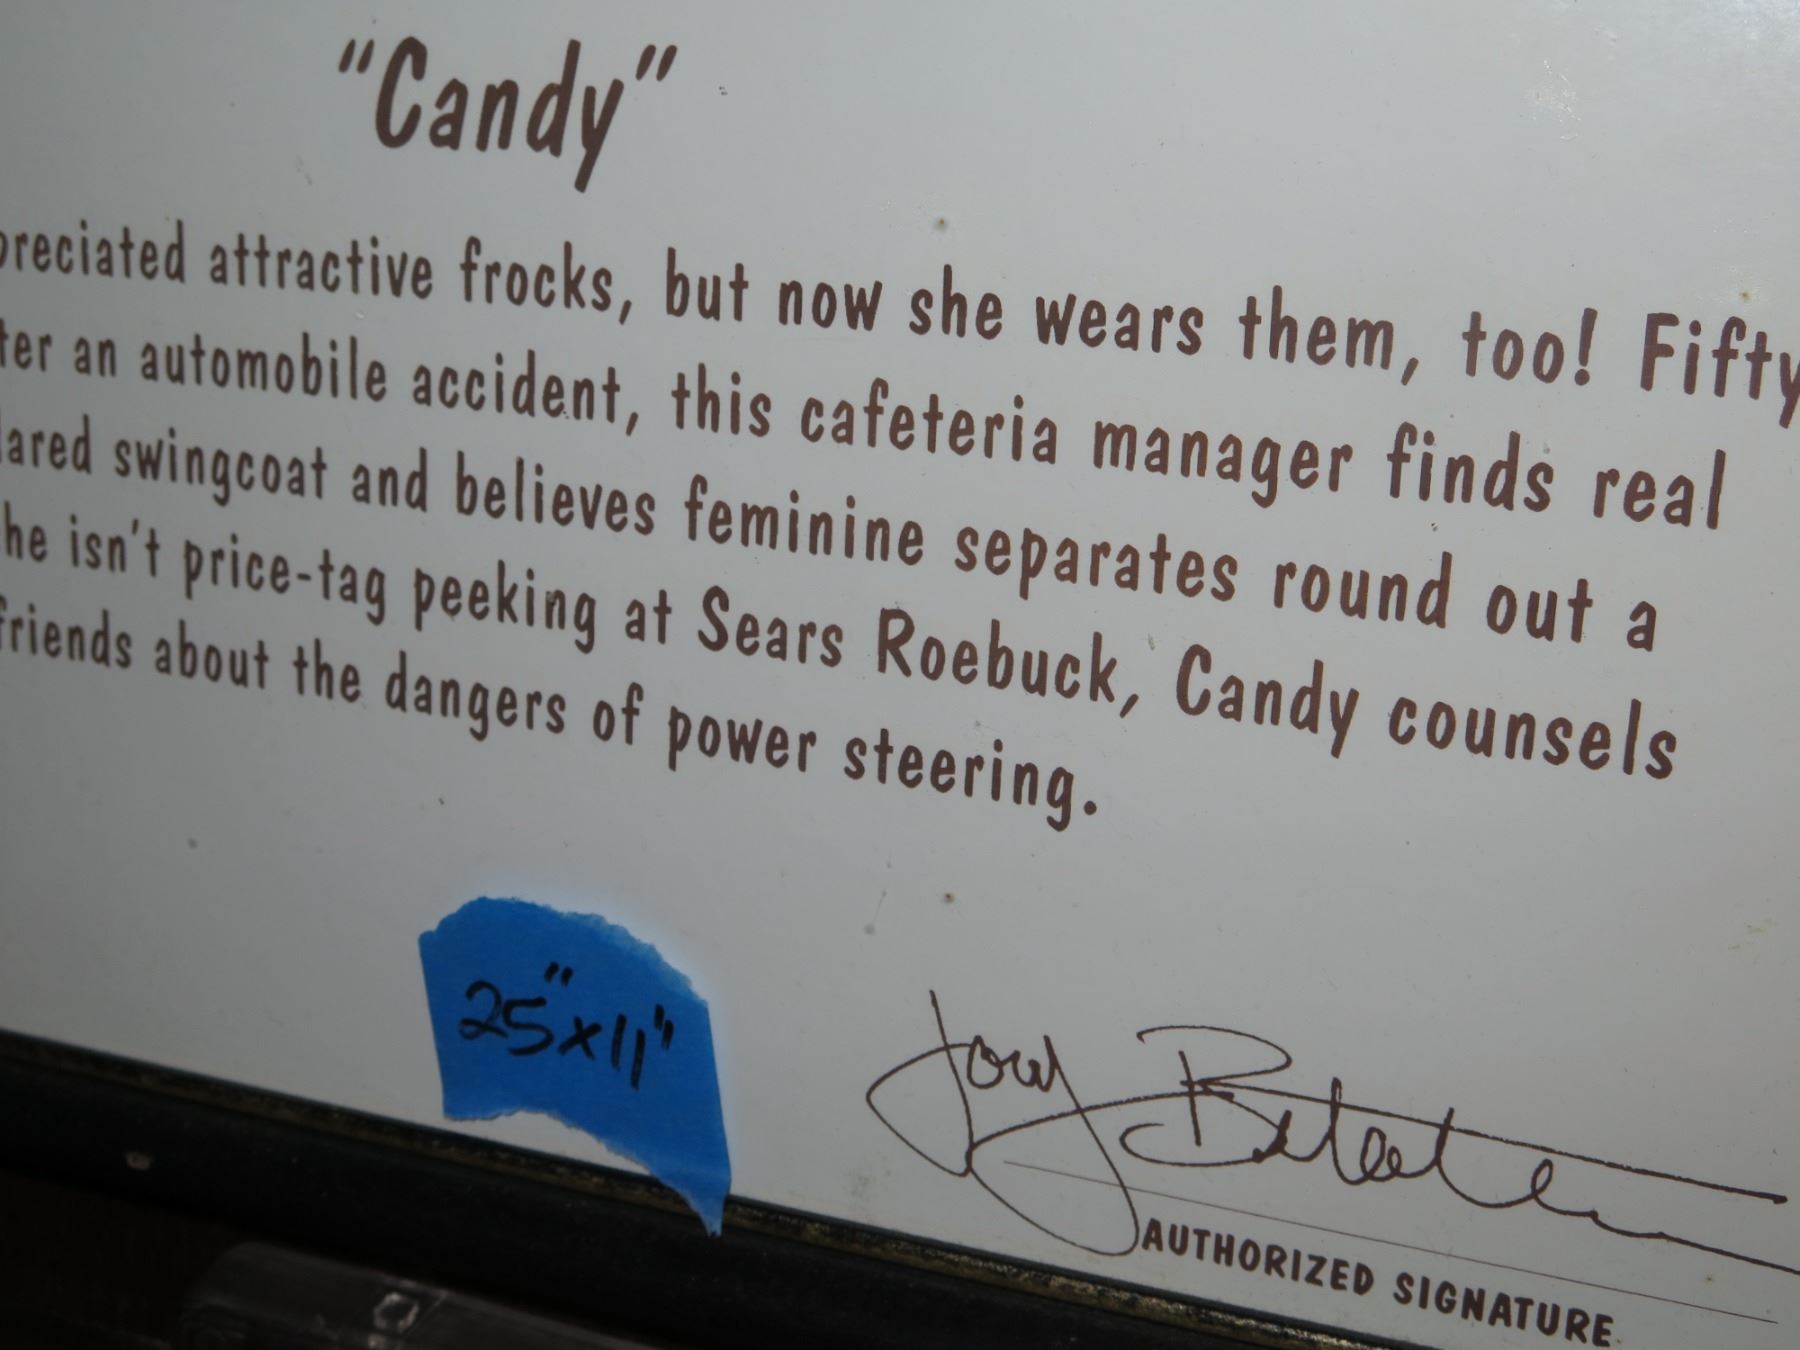 "Candy"
preciated attractive frocks, but now she wears them, too! Fifty
ter an automobile accident, this cafeteria manager finds real
lared swingcoat and believes feminine separates round out a
he isn't price-tag peeking at Sears Roebuck, Candy counsels
friends about the dangers of power steering.
25" x 11"
AUTHORIZED SIGNATURE